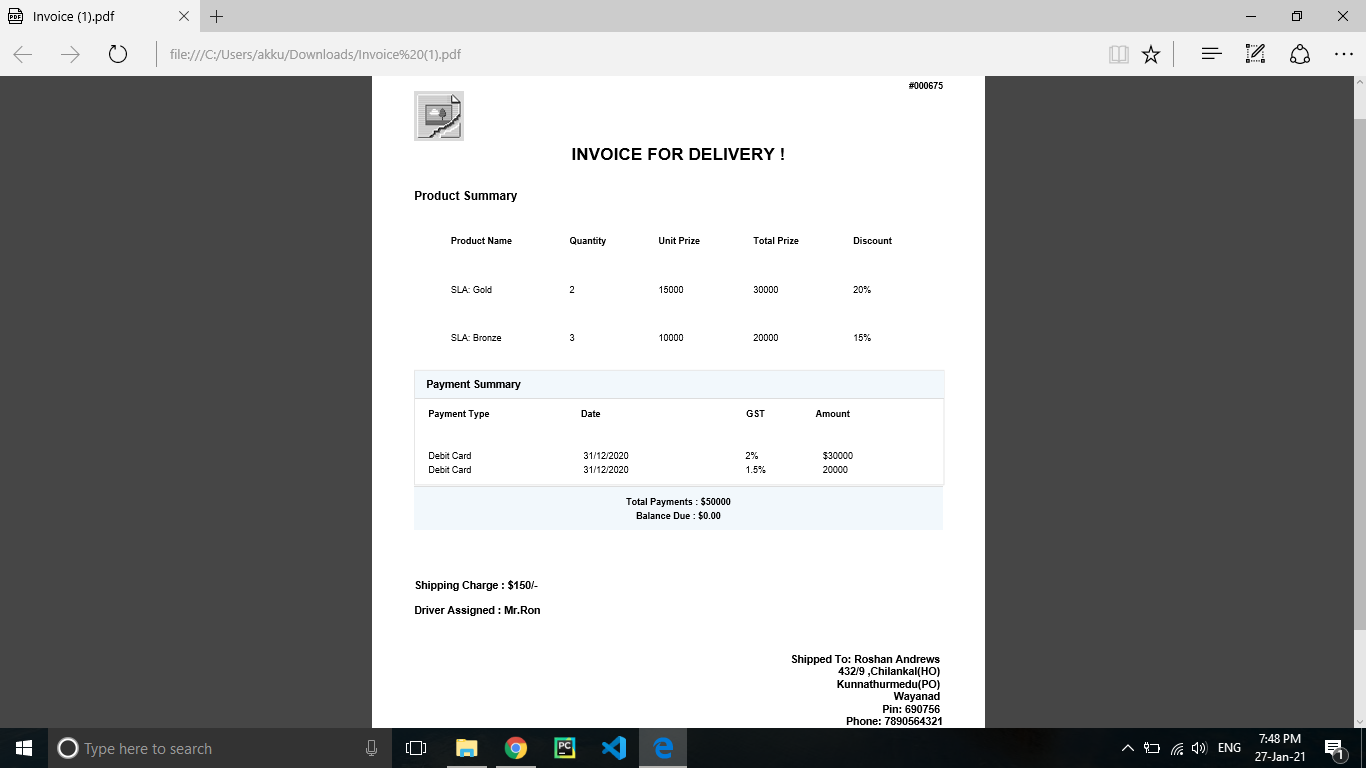 Invoice (1).pdf
file:///C:/Users/akku/Downloads/Invoice%20(1).pdf
#000675
INVOICE FOR DELIVERY !
Product Summary
Product Name Quantity Unit Prize Total Prize Discount
SLA: Gold 2 15000 30000 20%
SLA: Bronze 3 10000 20000 15%
Payment Summary
Payment Type Date GST Amount
Debit Card 31/12/2020 2% $30000
Debit Card 31/12/2020 1.5% 20000
Total Payments : $50000
Balance Due : $0.00
Shipping Charge : $150/-
Driver Assigned : Mr.Ron
Shipped To: Roshan Andrews
432/9 ,Chilankal(HO)
Kunnathurmedu(PO)
Wayanad
Pin: 690756
Phone: 7890564321
Type here to search
PC
ENG
7:48 PM
27-Jan-21
1